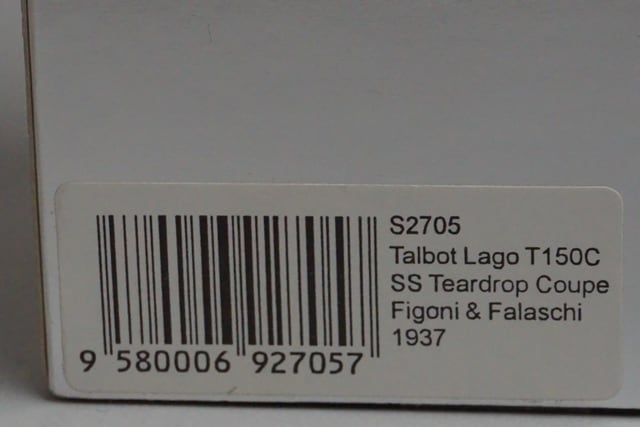 S2705
Talbot Lago T150C
SS Teardrop Coupe
Figoni & Falaschi
1937
9 580006 927057